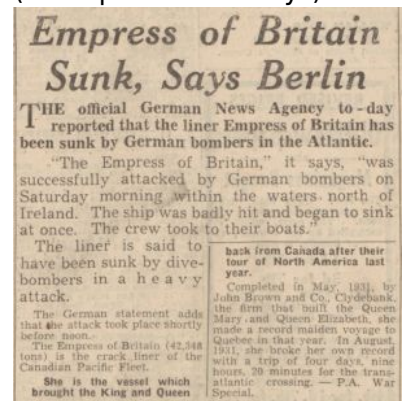 Empress of Britain
Sunk, Says Berlin
THE official German News Agency to-day
reported that the liner Empress of Britain has
been sunk by German bombers in the Atlantic.
"The Empress of Britain," it says, "was
successfully attacked by German bombers on
Saturday morning within the waters north of
Ireland. The ship was badly hit and began to sink
at once. The crew took to their boats."
The liner is said to
have been sunk by dive-
bombers in a heavy
attack.
The German statement adds
that the attack took place shortly
before noon.
The Empress of Britain (42,348
tons) is the crack liner of the
Canadian Pacific Fleet.
She is the vessel which
brought the King and Queen
back from Canada after their
tour of North America last
year.
Completed in May, 1931, by
John Brown and Co., Clydebank,
the firm that built the Queen
Mary and Queen Elizabeth, she
made a record maiden voyage to
Quebec in that year. In August,
1931, she broke her own record
with a trip of four days, nine
hours, 20 minutes for the trans-
atlantic crossing. — P.A. War
Special.